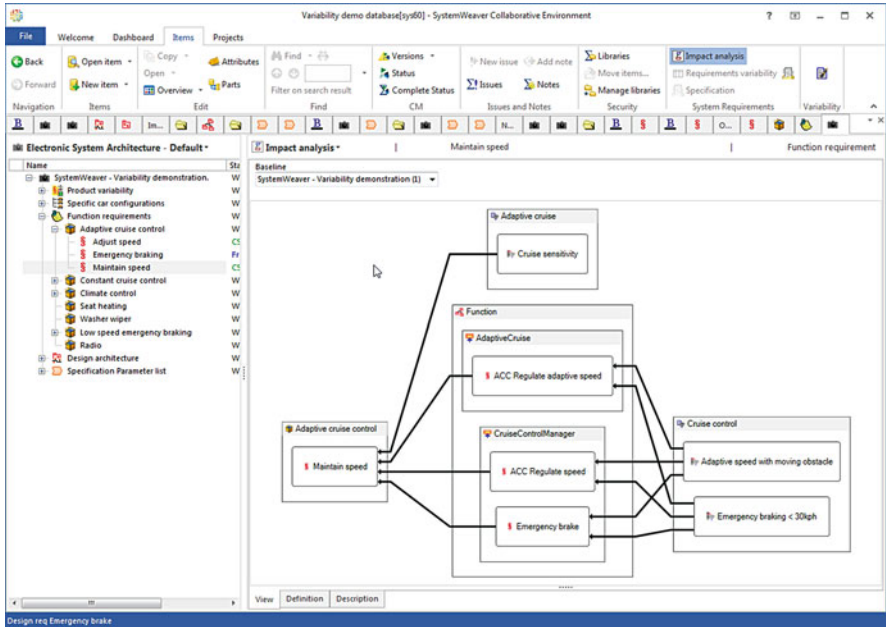 Variability demo database[sys60] - SystemWeaver Collaborative Environment
File Welcome Dashboard Items Projects
Back Open item Copy Attributes Find Versions New issue Add note Libraries Impact analysis
Open Status Move items... Requirements variability
Forward New item Overview Parts Filter on search result Complete Status Issues Notes Manage libraries Specification
Navigation Items Edit Find CM Issues and Notes Security System Requirements Variability
Im... N... O...
Electronic System Architecture - Default
Name Sta
SystemWeaver - Variability demonstration. W
Product variability W
Specific car configurations W
Function requirements W
Adaptive cruise control W
Adjust speed CS
Emergency braking Fr
Maintain speed CS
Constant cruise control W
Climate control W
Seat heating W
Washer wiper W
Low speed emergency braking W
Radio W
Design architecture W
Specification Parameter list W
Impact analysis Maintain speed Function requirement
Baseline
SystemWeaver - Variability demonstration (1)
Adaptive cruise
Cruise sensitivity
Function
AdaptiveCruise
ACC Regulate adaptive speed
Adaptive cruise control
Maintain speed
CruiseControlManager
ACC Regulate speed
Emergency brake
Cruise control
Adaptive speed with moving obstacle
Emergency braking < 30kph
View Definition Description
Design req Emergency brake